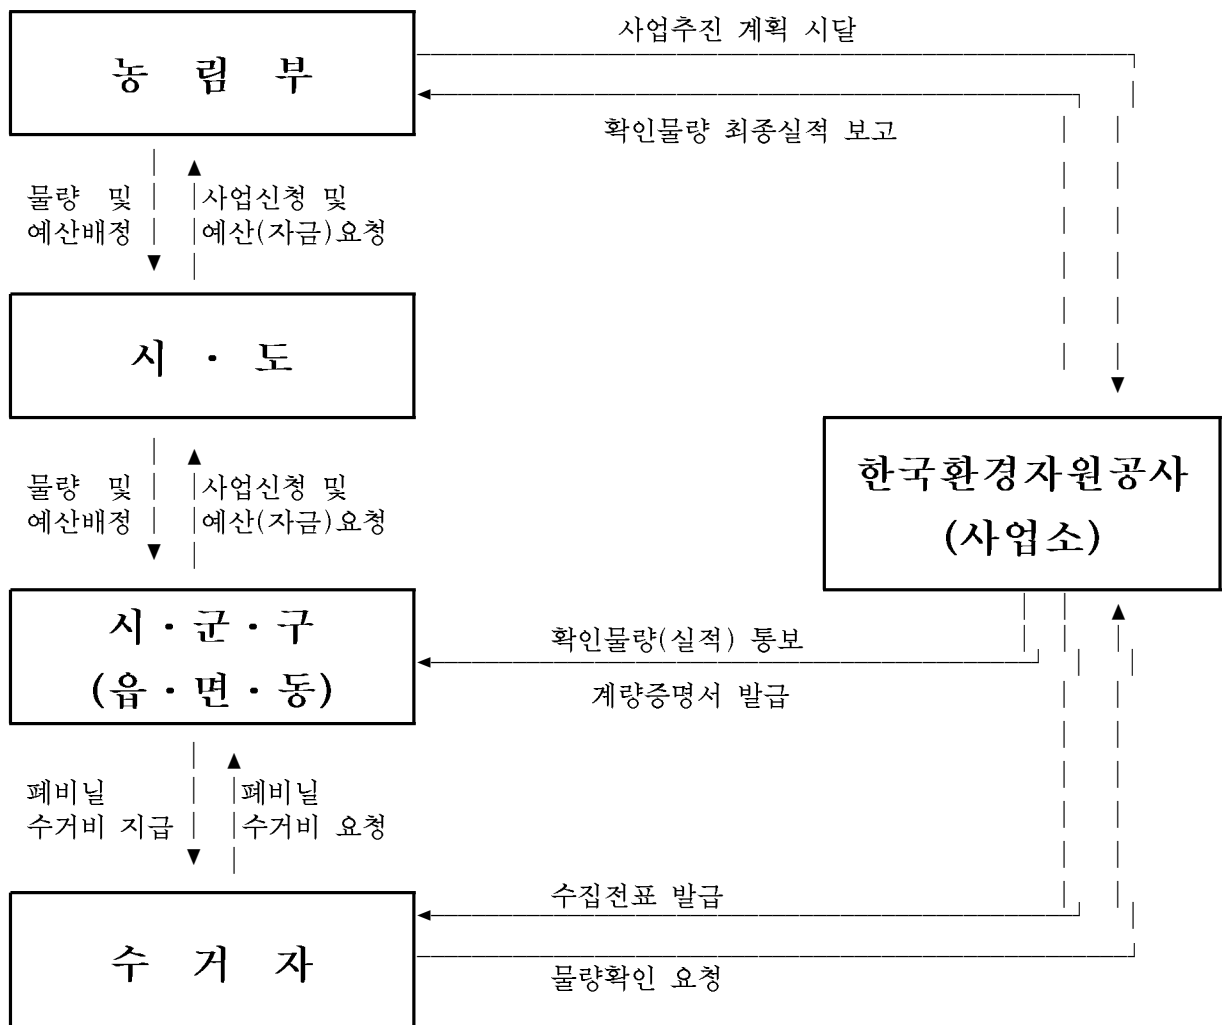 사업추진 계획 시달
농 림 부
확인물량 최종실적 보고
물량 및
예산배정
사업신청 및
예산(자금)요청
시 · 도
물량 및
예산배정
사업신청 및
예산(자금)요청
한국환경자원공사
(사업소)
시·군·구
(읍·면·동)
확인물량(실적) 통보
계량증명서 발급
폐비닐
수거비 지급
폐비닐
수거비 요청
수집전표 발급
수 거 자
물량확인 요청